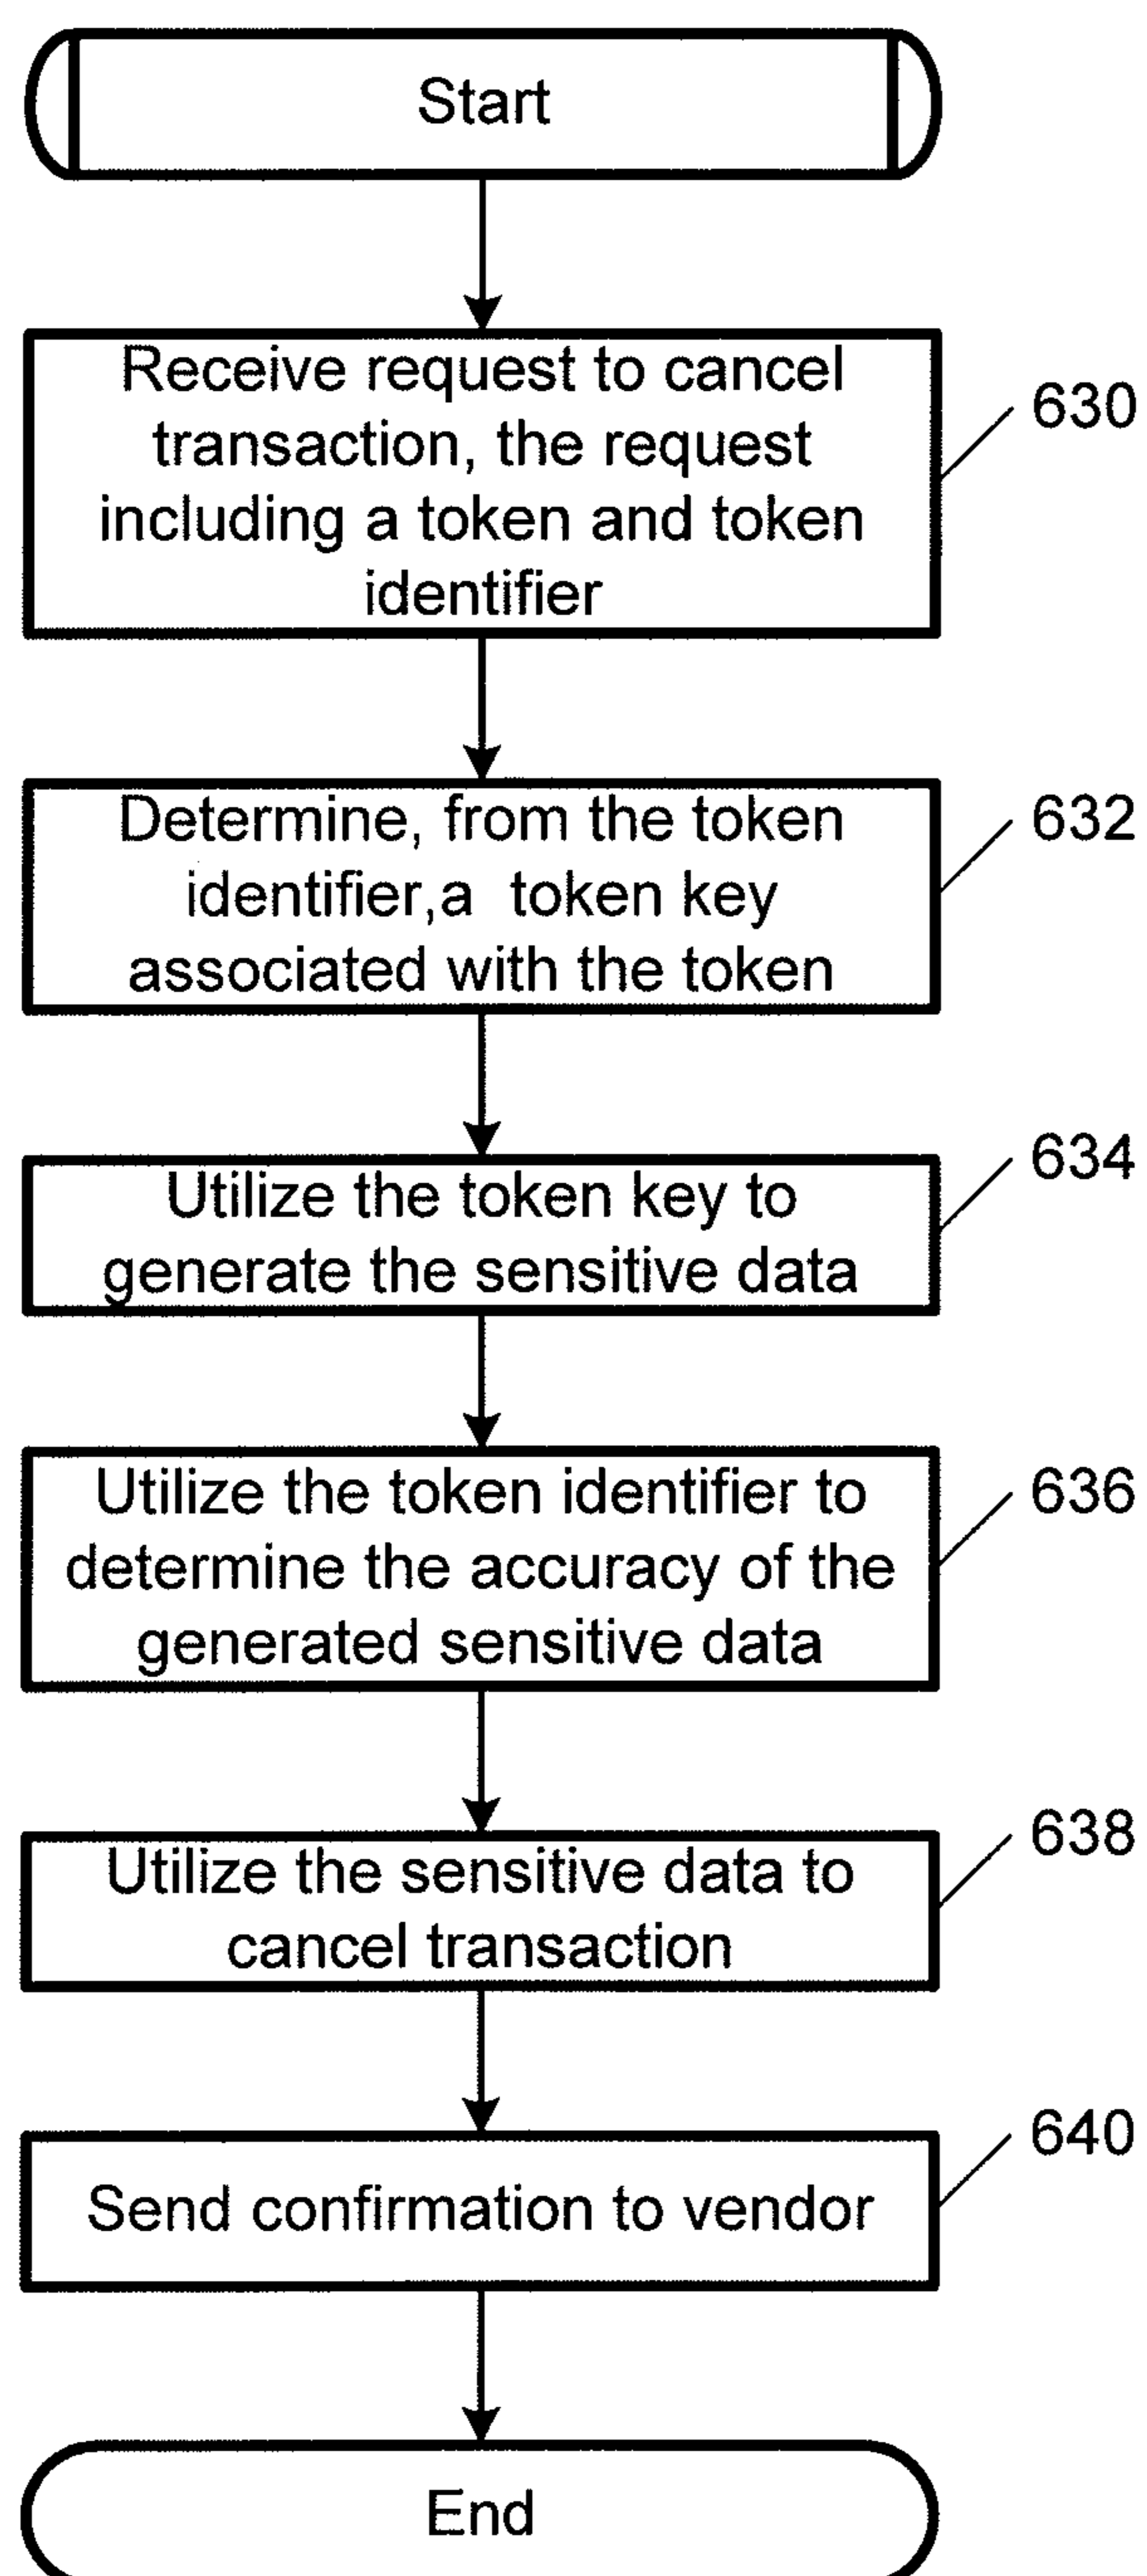 Start
Receive request to cancel
transaction, the request
including a token and token
identifier
630
Determine, from the token
identifier,a  token key
associated with the token
632
Utilize the token key to
generate the sensitive data
634
Utilize the token identifier to
determine the accuracy of the
generated sensitive data
636
Utilize the sensitive data to
cancel transaction
638
Send confirmation to vendor
640
End